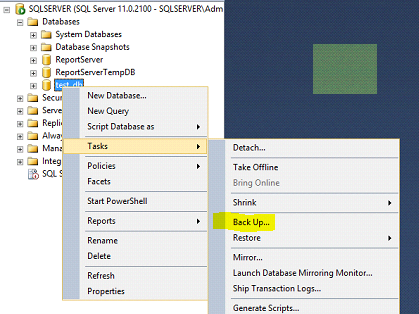 SQLSERVER (SQL Server 11.0.2100 - SQLSERVER\Adm
Databases
System Databases
Database Snapshots
ReportServer
ReportServerTempDB
test_db
Secu
Serve
Replic
Alway
Mana
Integ
SQL S
New Database...
New Query
Script Database as
Tasks
Policies
Facets
Start PowerShell
Reports
Rename
Delete
Refresh
Properties
Detach...
Take Offline
Bring Online
Shrink
Back Up...
Restore
Mirror...
Launch Database Mirroring Monitor...
Ship Transaction Logs...
Generate Scripts...